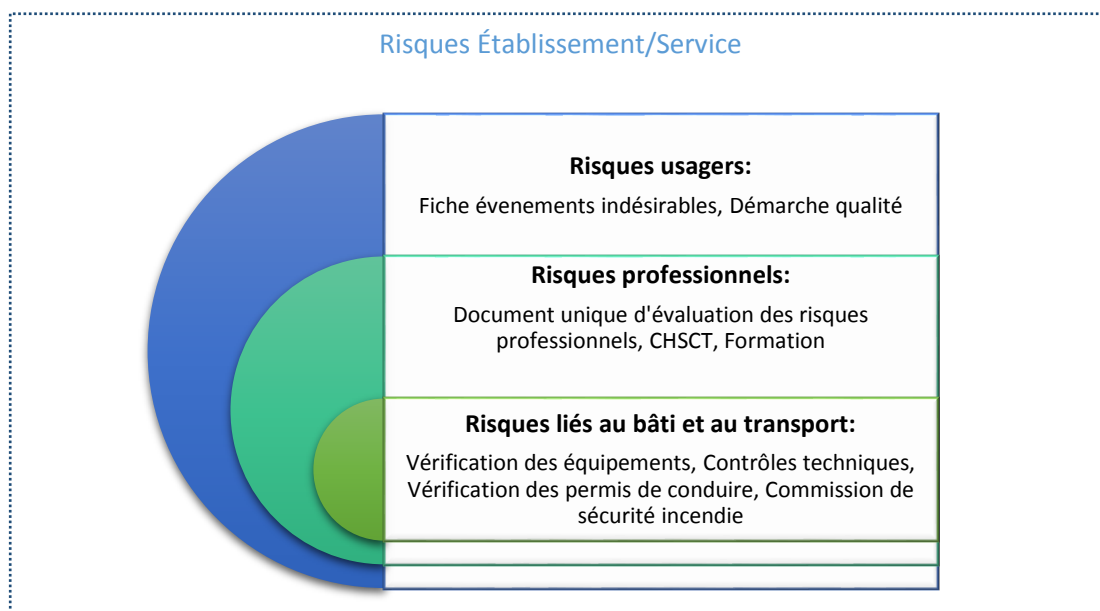 Risques Établissement/Service
Risques usagers:
Fiche évenements indésirables, Démarche qualité
Risques professionnels:
Document unique d'évaluation des risques
professionnels, CHSCT, Formation
Risques liés au bâti et au transport:
Vérification des équipements, Contrôles techniques,
Vérification des permis de conduire, Commission de
sécurité incendie